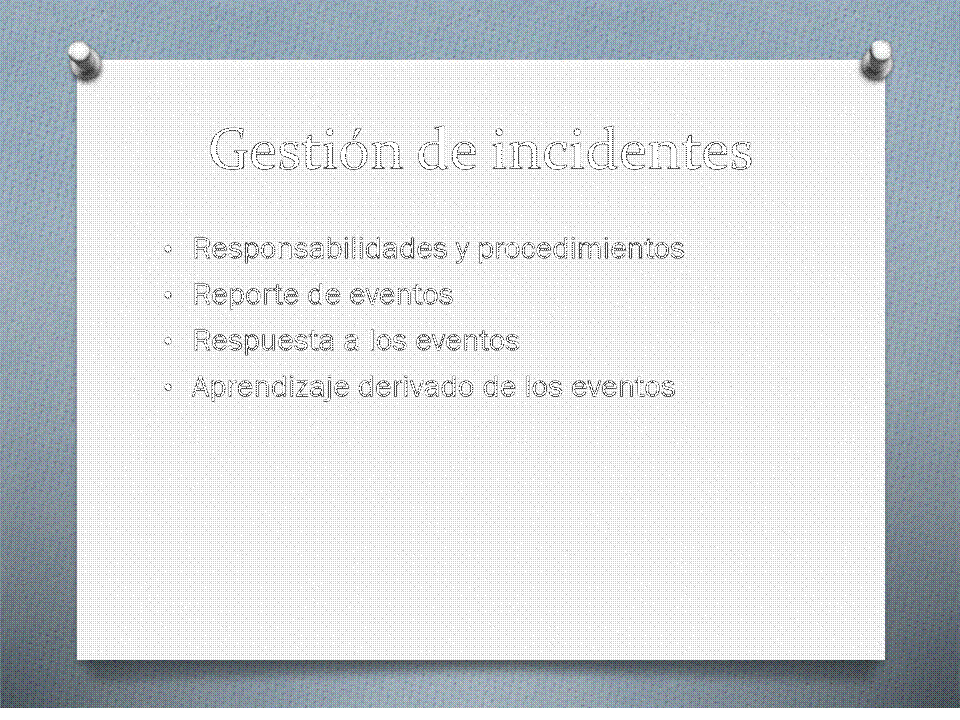 Gestión de incidentes
• Responsabilidades y procedimientos
• Reporte de eventos
• Respuesta a los eventos
• Aprendizaje derivado de los eventos